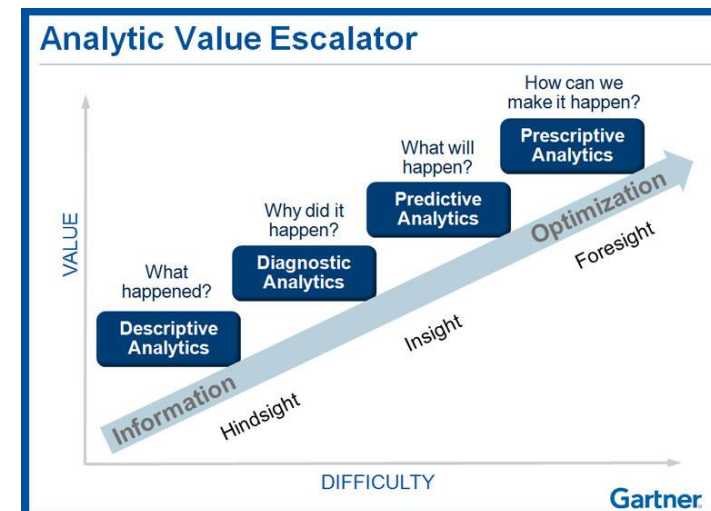 Analytic Value Escalator
How can we
make it happen?
Prescriptive
Analytics
What will
happen?
Predictive
Analytics
Why did it
happen?
Diagnostic
Analytics
What
happened?
Descriptive
Analytics
VALUE
Information
Optimization
Hindsight
Insight
Foresight
DIFFICULTY
Gartner